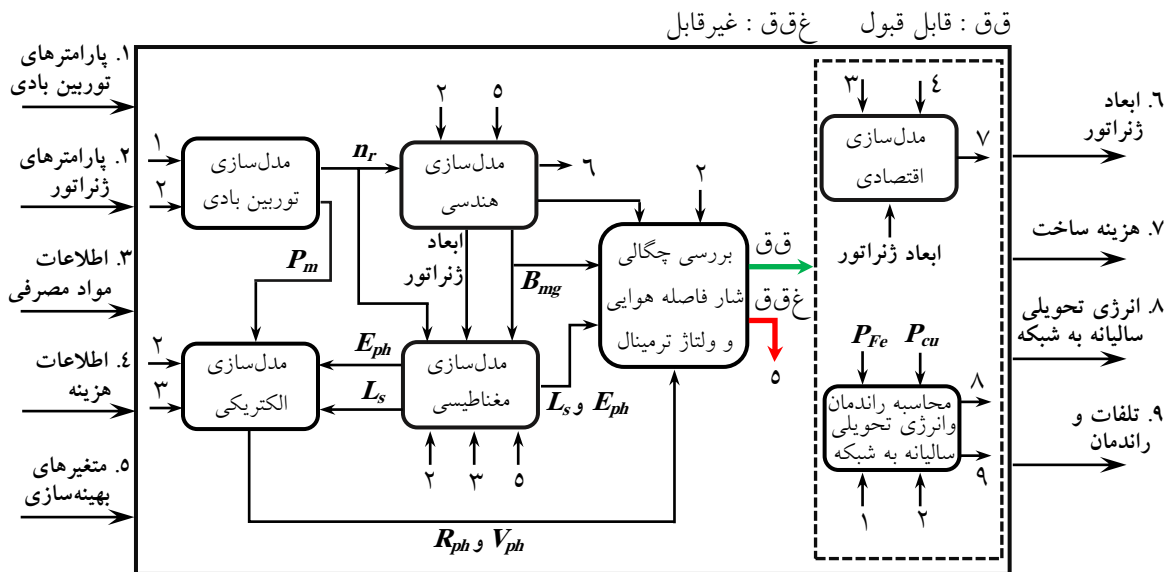 ق‌ق : قابل قبول
غ‌ق‌ق : غیرقابل
۱. پارامترهای
توربین بادی
۲. پارامترهای
ژنراتور
۳. اطلاعات
مواد مصرفی
۴. اطلاعات
هزینه
۵. متغیرهای
بهینه‌سازی
۱
۲
مدل‌سازی
توربین بادی
n_r
P_m
۲
۵
مدل‌سازی
هندسی
۶
ابعاد
ژنراتور
B_mg
۲
بررسی چگالی
شار فاصله هوایی
و ولتاژ ترمینال
ق‌ق
غ‌ق‌ق
۵
۲
۳
مدل‌سازی
الکتریکی
E_ph
L_s
مدل‌سازی
مغناطیسی
L_s و E_ph
۲
۳
۵
R_ph و V_ph
۳
۴
مدل‌سازی
اقتصادی
۷
ابعاد ژنراتور
P_Fe
P_cu
محاسبه راندمان
وانرژی تحویلی
سالیانه به شبکه
۸
۹
۱
۲
۶. ابعاد
ژنراتور
۷. هزینه ساخت
۸. انرژی تحویلی
سالیانه به شبکه
۹. تلفات و
راندمان